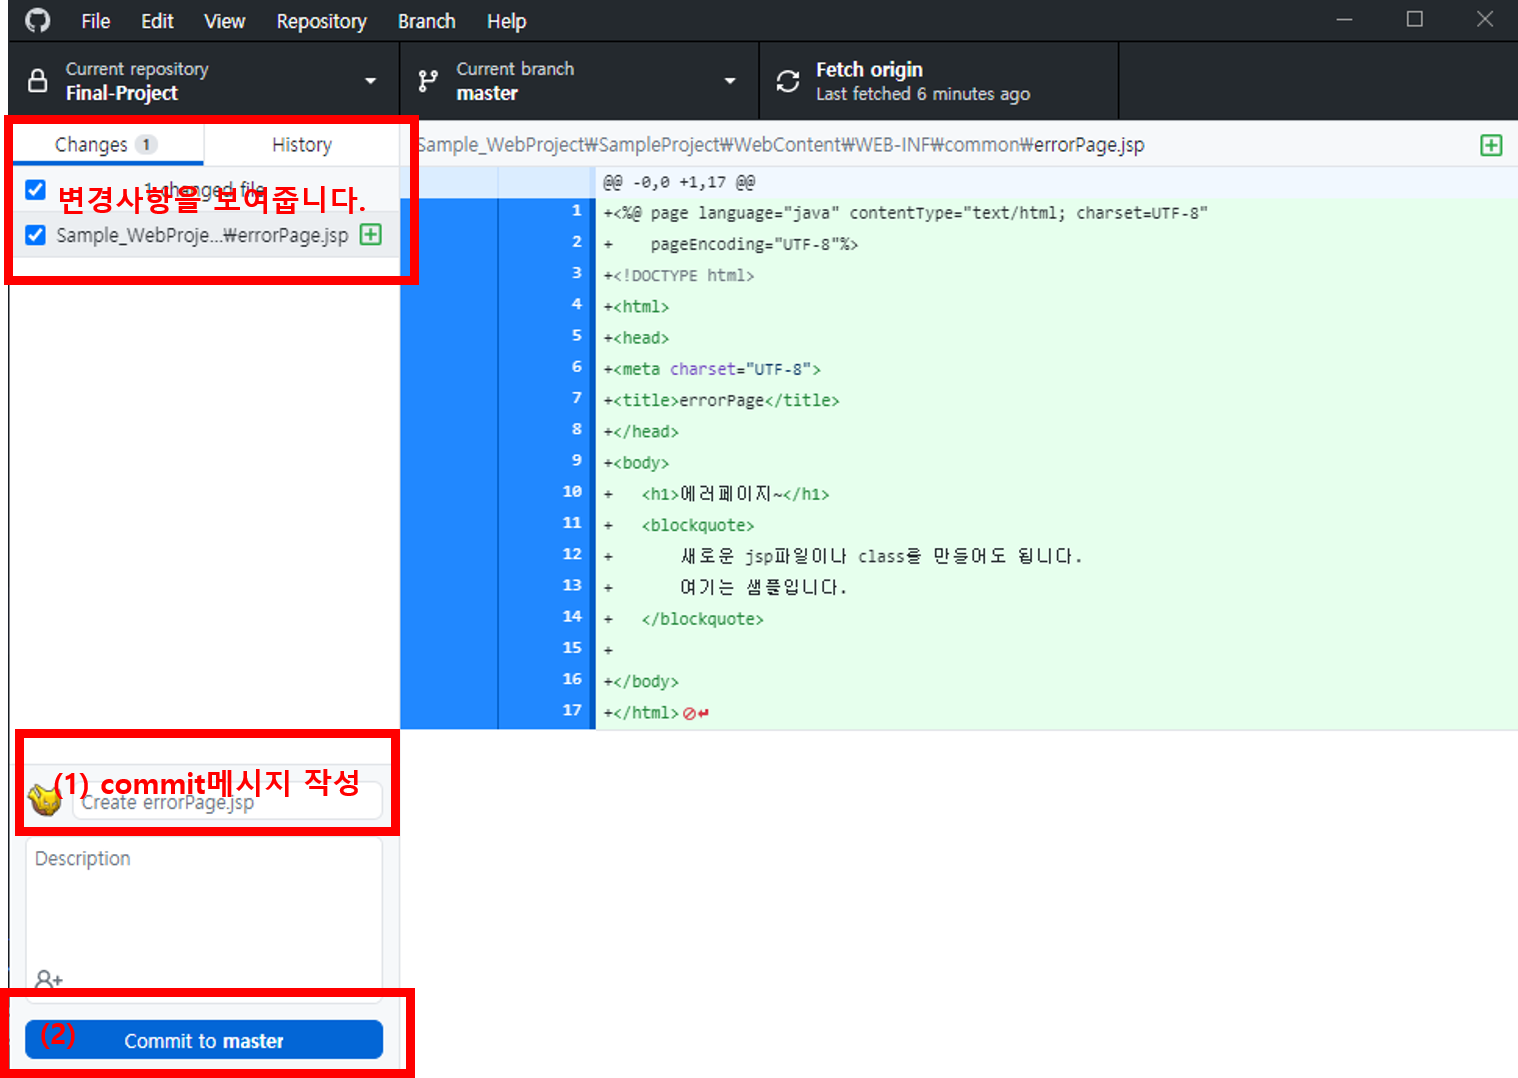 File Edit View Repository Branch Help
Current repository
Final-Project
Current branch
master
Fetch origin
Last fetched 6 minutes ago
Changes 1
History
1 changed file
변경사항을 보여줍니다.
Sample_WebProje...₩errorPage.jsp
Sample_WebProject₩SampleProject₩WebContent₩WEB-INF₩common₩errorPage.jsp
@@ -0,0 +1,17 @@
1 +<%@ page language="java" contentType="text/html; charset=UTF-8"
2 +    pageEncoding="UTF-8"%>
3 +<!DOCTYPE html>
4 +<html>
5 +<head>
6 +<meta charset="UTF-8">
7 +<title>errorPage</title>
8 +</head>
9 +<body>
10 +   <h1>에러페이지~</h1>
11 +   <blockquote>
12 +       새로운 jsp파일이나 class를 만들어도 됩니다.
13 +       여기는 샘플입니다.
14 +   </blockquote>
15 +
16 +</body>
17 +</html>
(1) commit메시지 작성
Create errorPage.jsp
Description
(2)
Commit to master